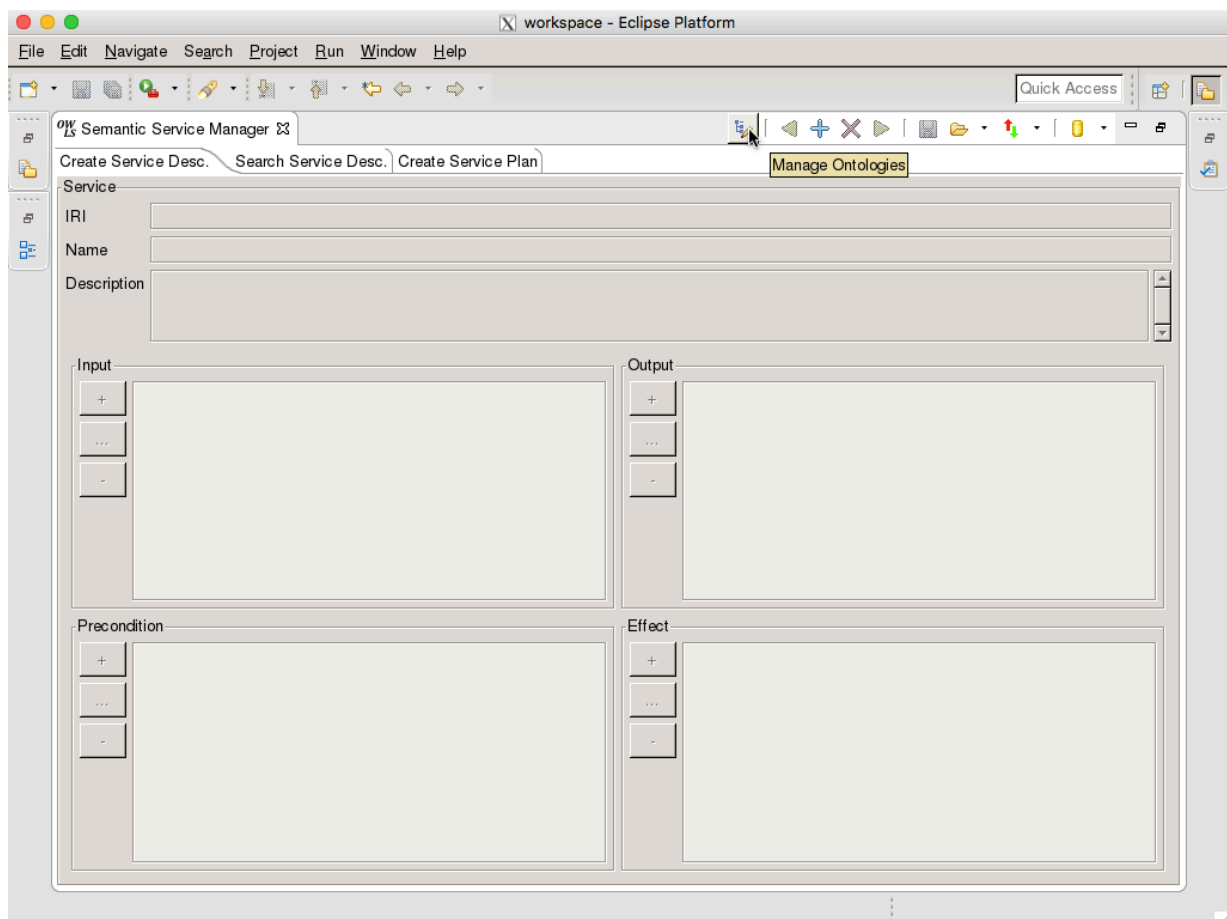 workspace - Eclipse Platform
File Edit Navigate Search Project Run Window Help
Quick Access
OWLS Semantic Service Manager
Manage Ontologies
Create Service Desc. Search Service Desc. Create Service Plan
Service
IRI
Name
Description
Input
+
...
-
Output
+
...
-
Precondition
+
...
-
Effect
+
...
-